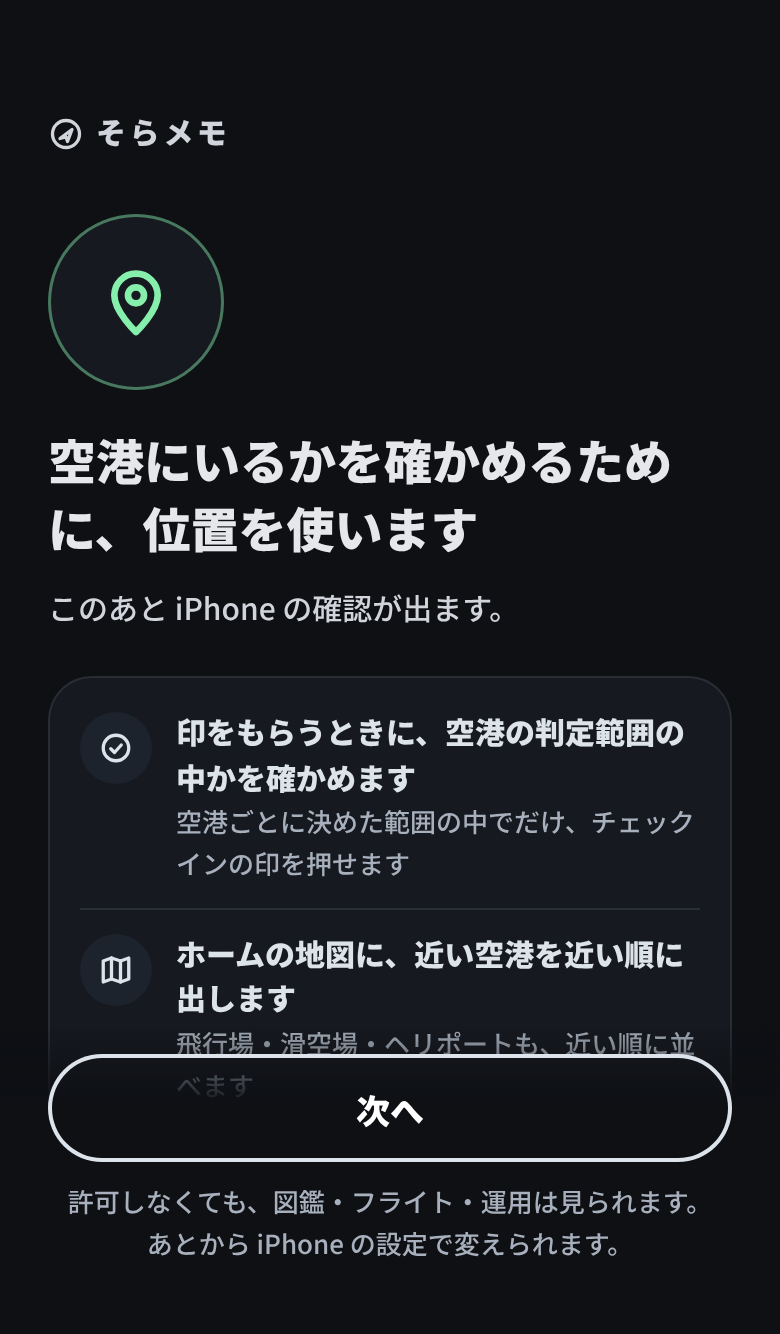 そらメモ
空港にいるかを確かめるため
に、位置を使います
このあと iPhone の確認が出ます。
印をもらうときに、空港の判定範囲の
中かを確かめます
空港ごとに決めた範囲の中でだけ、チェック
インの印を押せます
ホームの地図に、近い空港を近い順に
出します
飛行場・滑空場・ヘリポートも、近い順に並
べます
次へ
許可しなくても、図鑑・フライト・運用は見られます。
あとから iPhone の設定で変えられます。